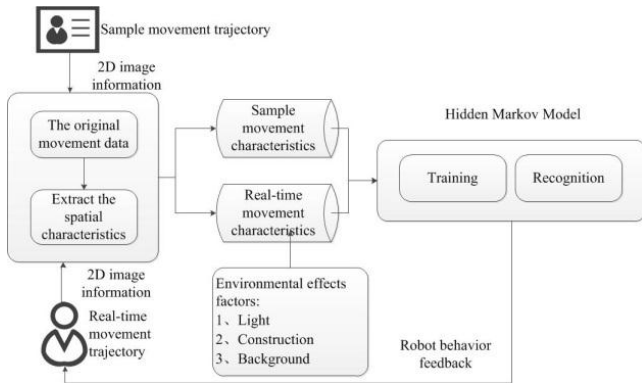 Sample movement trajectory
2D image
information
The original
movement data
Extract the
spatial
characteristics
Sample
movement
characteristics
Real-time
movement
characteristics
Hidden Markov Model
Training
Recognition
2D image
information
Real-time
movement
trajectory
Environmental effects
factors:
1、Light
2、Construction
3、Background
Robot behavior
feedback